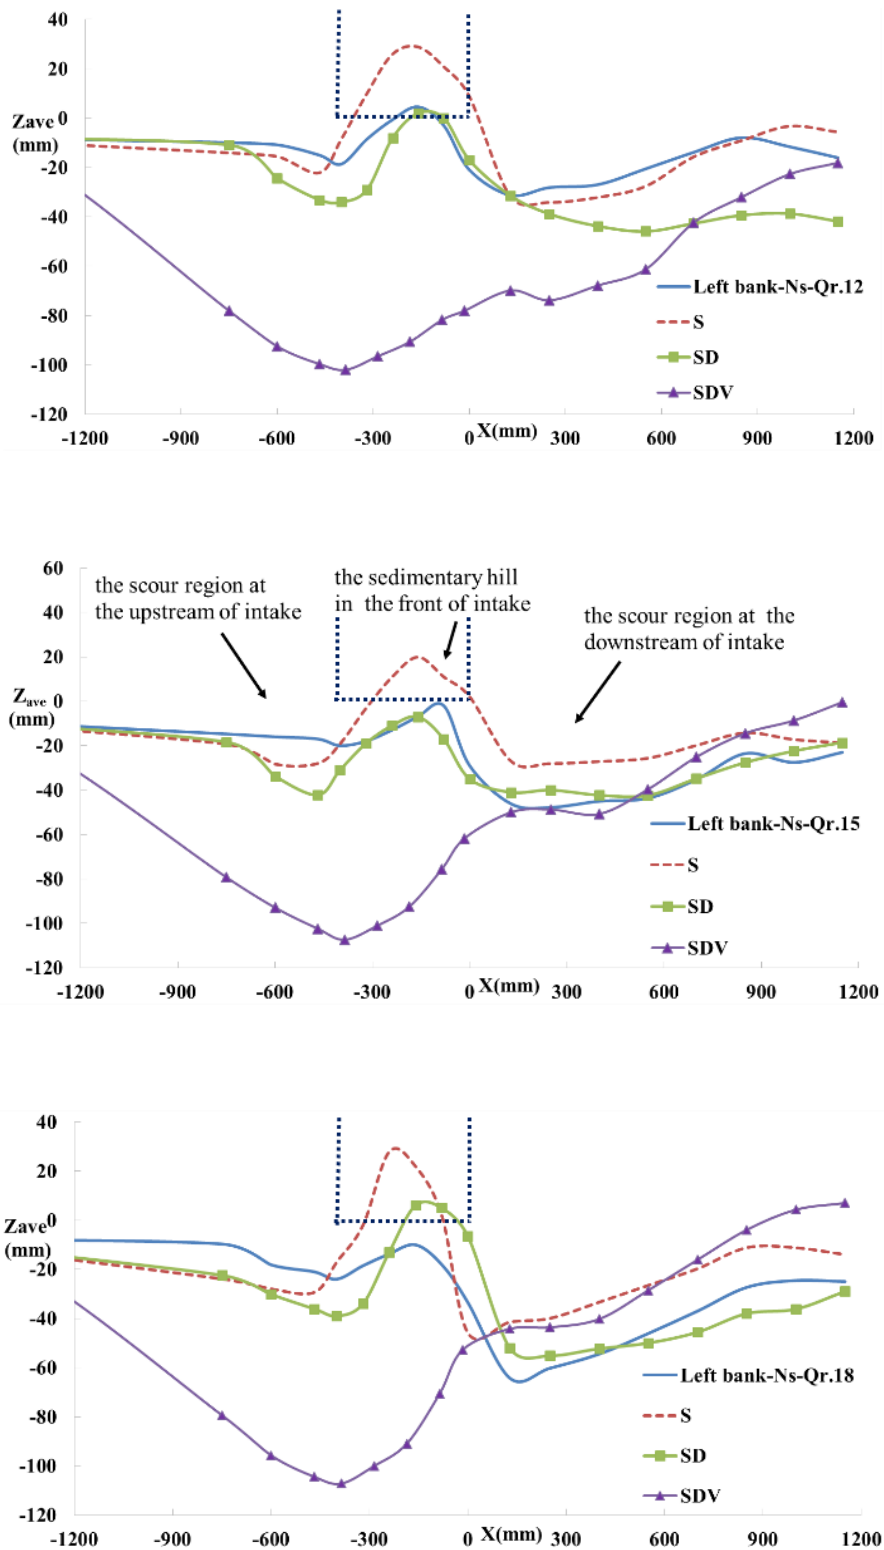 40
20
0
Zave
(mm)
-20
-40
-60
-80
-100
-120
Left bank-Ns-Qr.12
S
SD
SDV
-1200 -900 -600 -300 0 X(mm) 300 600 900 1200
60
40
20
0
Zave
(mm)
-20
-40
-60
-80
-100
-120
the scour region at
the upstream of intake
the sedimentary hill
in the front of intake
the scour region at the
downstream of intake
Left bank-Ns-Qr.15
S
SD
SDV
-1200 -900 -600 -300 0 X(mm) 300 600 900 1200
40
20
0
Zave
(mm)
-20
-40
-60
-80
-100
-120
Left bank-Ns-Qr.18
S
SD
SDV
-1200 -900 -600 -300 0 X(mm) 300 600 900 1200